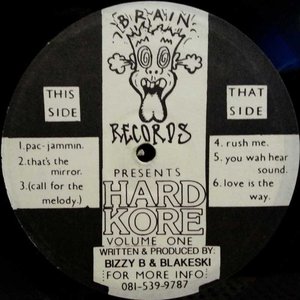 BRAIN
RECORDS
THIS
SIDE
THAT
SIDE
1.pac-jammin.
2.that's the
mirror.
3.(call for the
melody.)
4. rush me.
5. you wah hear
sound.
6.love is the
way.
PRESENTS
HARD
KORE
VOLUME ONE
WRITTEN & PRODUCED BY:
BIZZY B & BLAKESKI
FOR MORE INFO:
081-539-9787